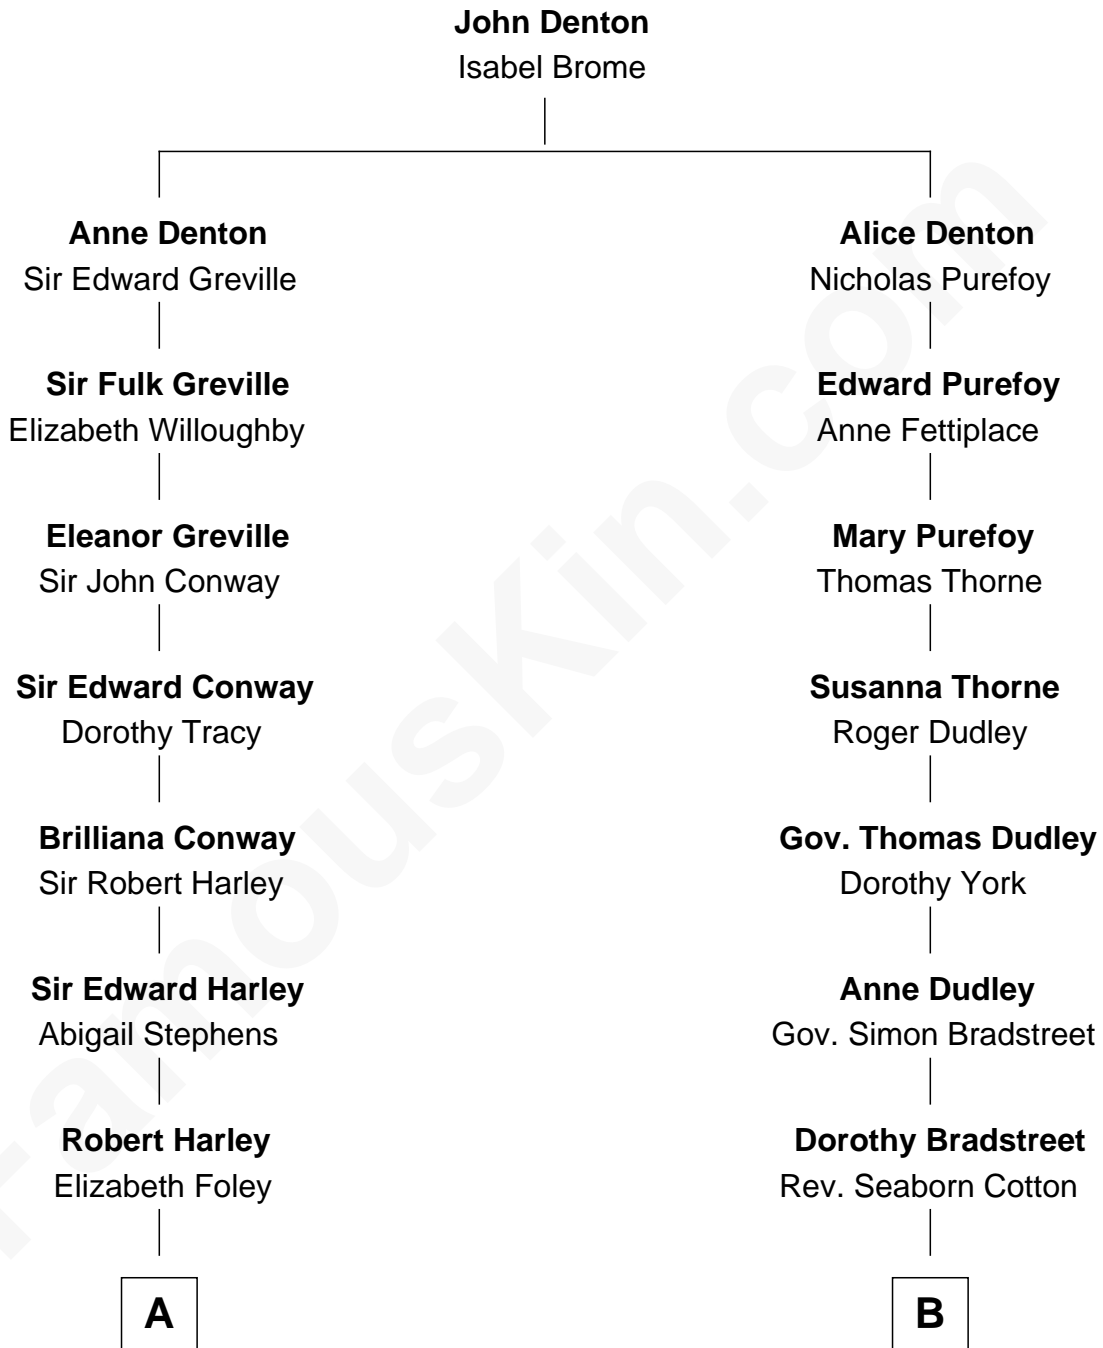 John Denton
Isabel Brome
Anne Denton
Sir Edward Greville
Alice Denton
Nicholas Purefoy
Sir Fulk Greville
Elizabeth Willoughby
Edward Purefoy
Anne Fettiplace
Eleanor Greville
Sir John Conway
Mary Purefoy
Thomas Thorne
Sir Edward Conway
Dorothy Tracy
Susanna Thorne
Roger Dudley
Brilliana Conway
Sir Robert Harley
Gov. Thomas Dudley
Dorothy York
Sir Edward Harley
Abigail Stephens
Anne Dudley
Gov. Simon Bradstreet
Robert Harley
Elizabeth Foley
Dorothy Bradstreet
Rev. Seaborn Cotton
A
B
FamousKin.com